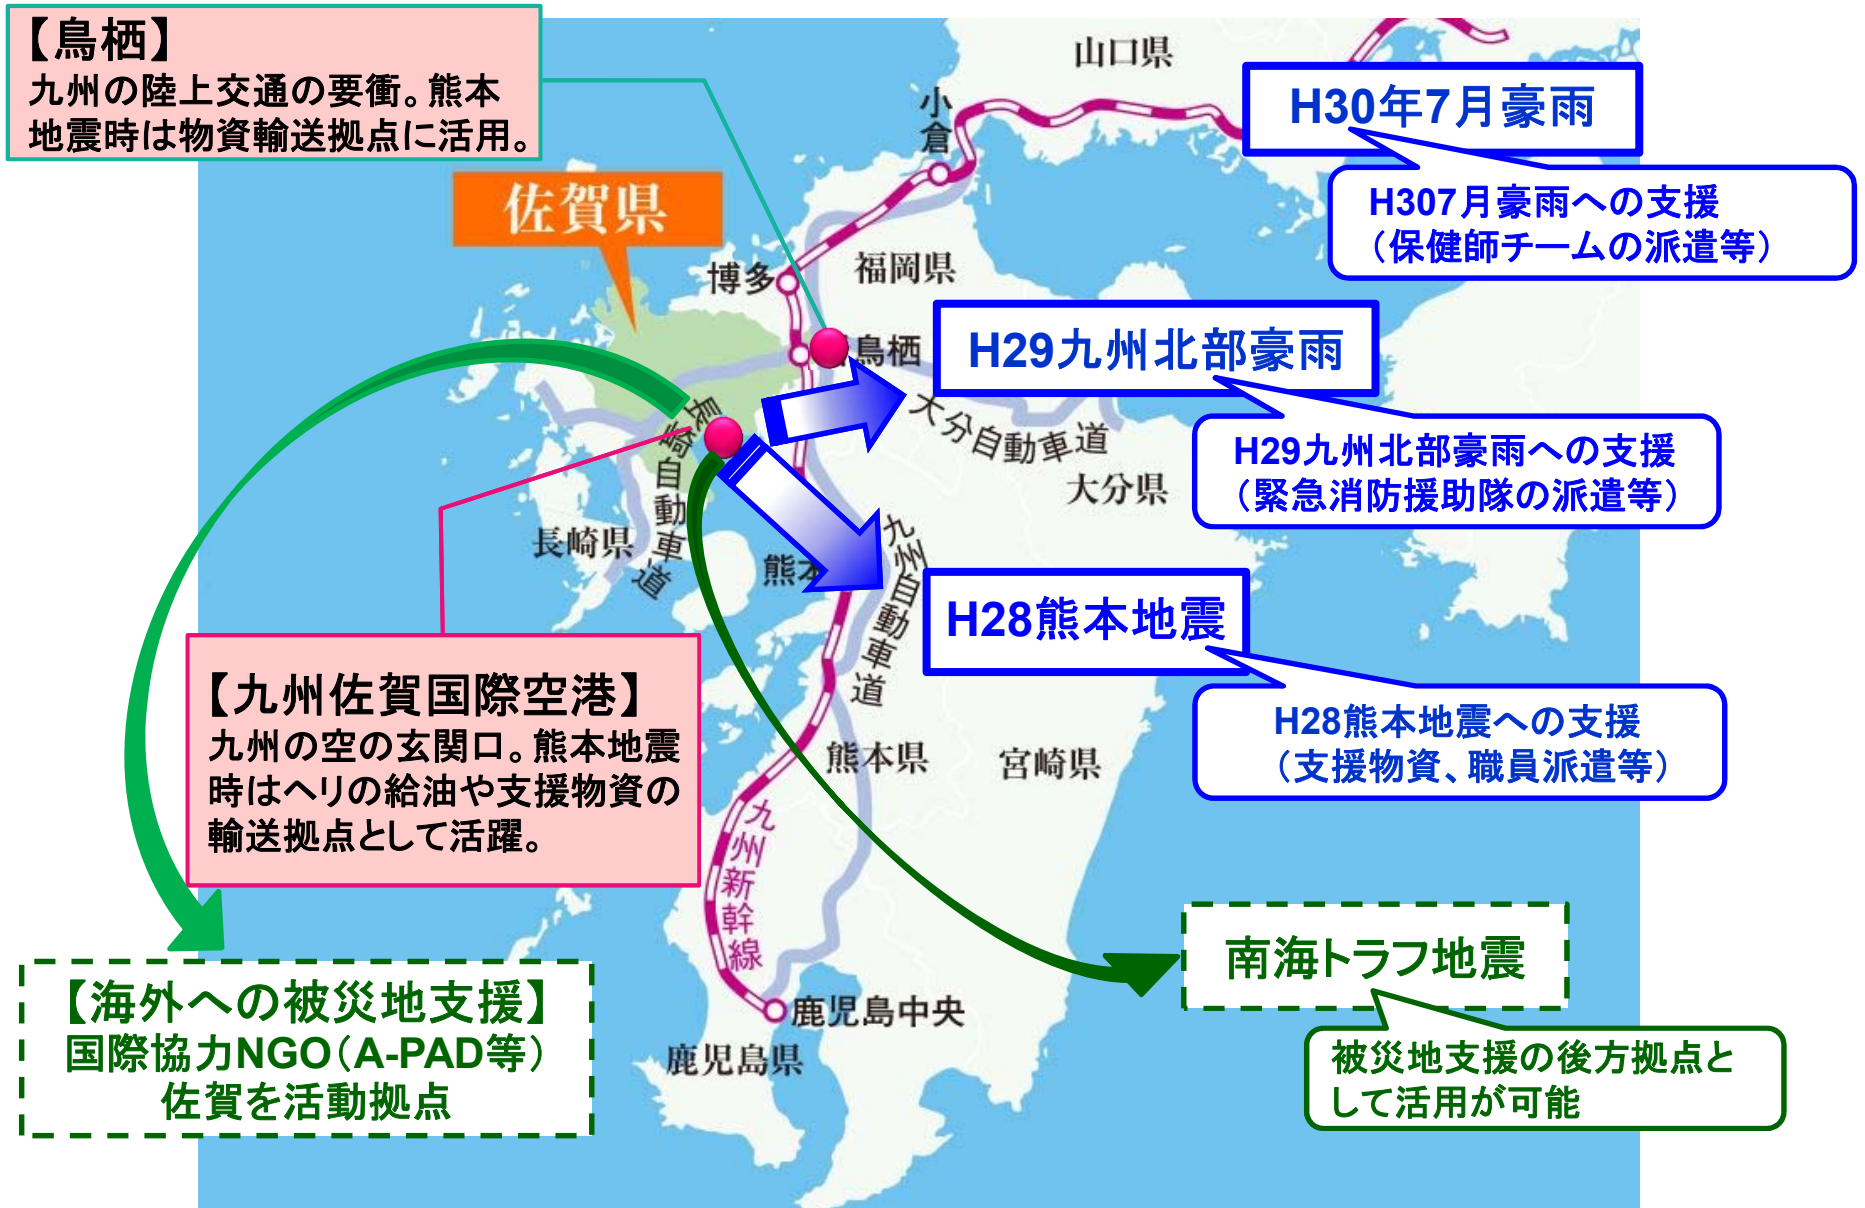 【鳥栖】
九州の陸上交通の要衝。熊本
地震時は物資輸送拠点に活用。
山口県
小倉
H30年7月豪雨
H307月豪雨への支援
（保健師チームの派遣等）
佐賀県
博多
福岡県
鳥栖
H29九州北部豪雨
H29九州北部豪雨への支援
（緊急消防援助隊の派遣等）
大分自動車道
大分県
長崎自動車道
長崎県
熊本
九州自動車道
H28熊本地震
H28熊本地震への支援
（支援物資、職員派遣等）
【九州佐賀国際空港】
九州の空の玄関口。熊本地震
時はヘリの給油や支援物資の
輸送拠点として活躍。
熊本県
宮崎県
九州新幹線
南海トラフ地震
被災地支援の後方拠点と
して活用が可能
【海外への被災地支援】
国際協力NGO（A-PAD等）
佐賀を活動拠点
鹿児島中央
鹿児島県